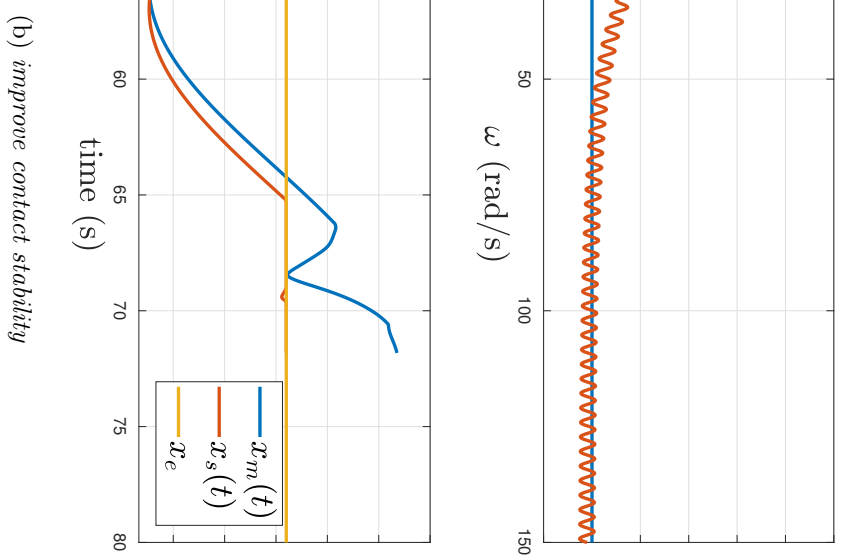 50
100
150
ω (rad/s)
60
65
70
75
80
x_m(t)
x_s(t)
x_e
time (s)
(b) improve contact stability